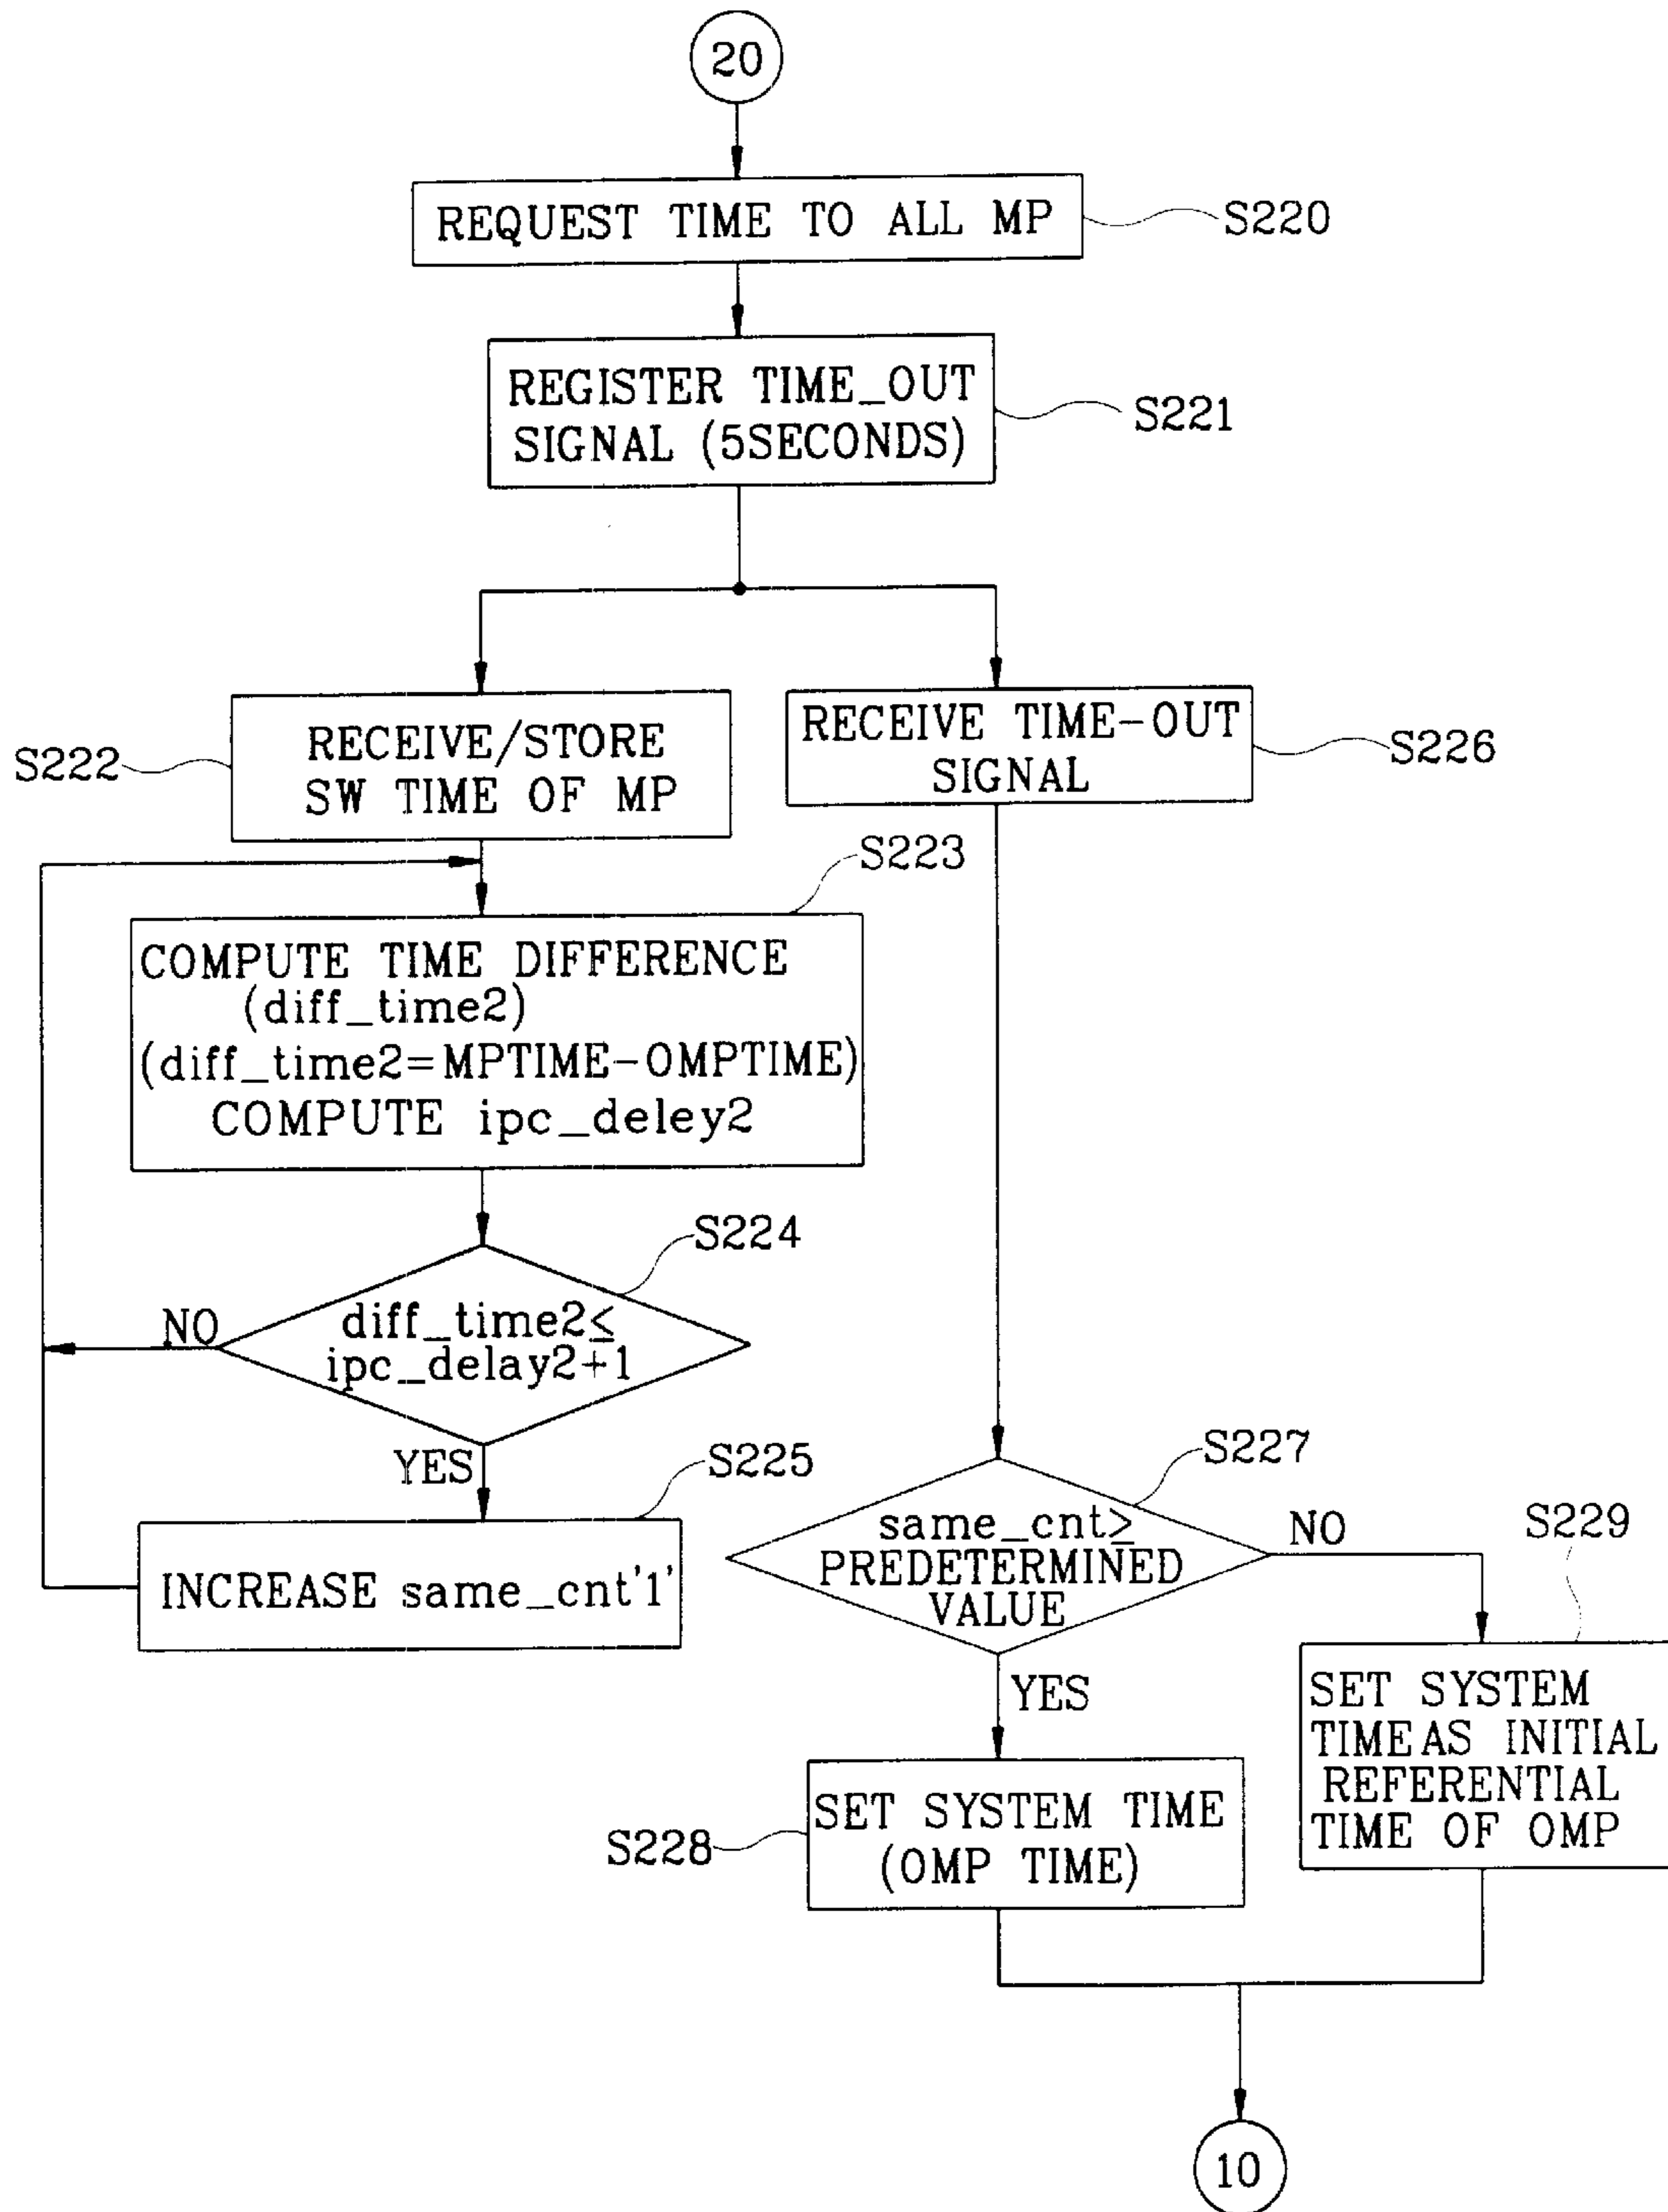 20
REQUEST TIME TO ALL MP
S220
REGISTER TIME_OUT
SIGNAL (5SECONDS)
S221
RECEIVE/STORE
SW TIME OF MP
S222
RECEIVE TIME-OUT
SIGNAL
S226
S223
COMPUTE TIME DIFFERENCE
(diff_time2)
(diff_time2=MPTIME-OMPTIME)
COMPUTE ipc_deley2
S224
diff_time2≤
ipc_delay2+1
NO
YES
S225
INCREASE same_cnt'1'
S227
same_cnt≥
PREDETERMINED
VALUE
NO
YES
S229
SET SYSTEM
TIME AS INITIAL
REFERENTIAL
TIME OF OMP
SET SYSTEM TIME
(OMP TIME)
S228
10